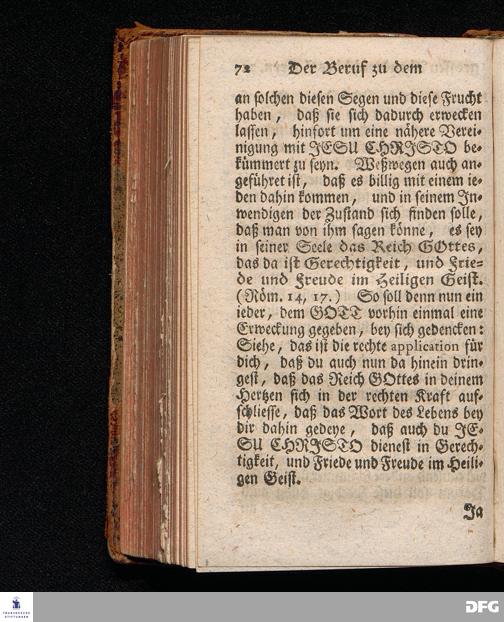 72 Der Beruf zu dem
an solchen diesen Segen und diese Frucht
haben, daß sie sich dadurch erwecken
lassen, hinfort um eine nähere Verei-
nigung mit JESU CHRISTO be-
kümmert zu seyn. Weßwegen auch an-
geführet ist, daß es billig mit einem ie-
den dahin kommen, und in seinem In-
wendigen der Zustand sich finden solle,
daß man von ihm sagen könne, es sey
in seiner Seele das Reich GOttes,
das da ist Gerechtigkeit, und Frie-
de und Freude im Heiligen Geist.
(Röm. 14, 17.) So soll denn nun ein
ieder, dem GOTT vorhin einmal eine
Erweckung gegeben, bey sich gedencken:
Siehe, das ist die rechte application für
dich, daß du auch nun da hinein drin-
gest, daß das Reich GOttes in deinem
Hertzen sich in der rechten Kraft auf-
schliesse, daß das Wort des Lebens bey
dir dahin gedeye, daß auch du JE-
SU CHRISTO dienest in Gerech-
tigkeit, und Friede und Freude im Heili-
gen Geist.
Ja
FRANCKESCHE
STIFTUNGEN
DFG